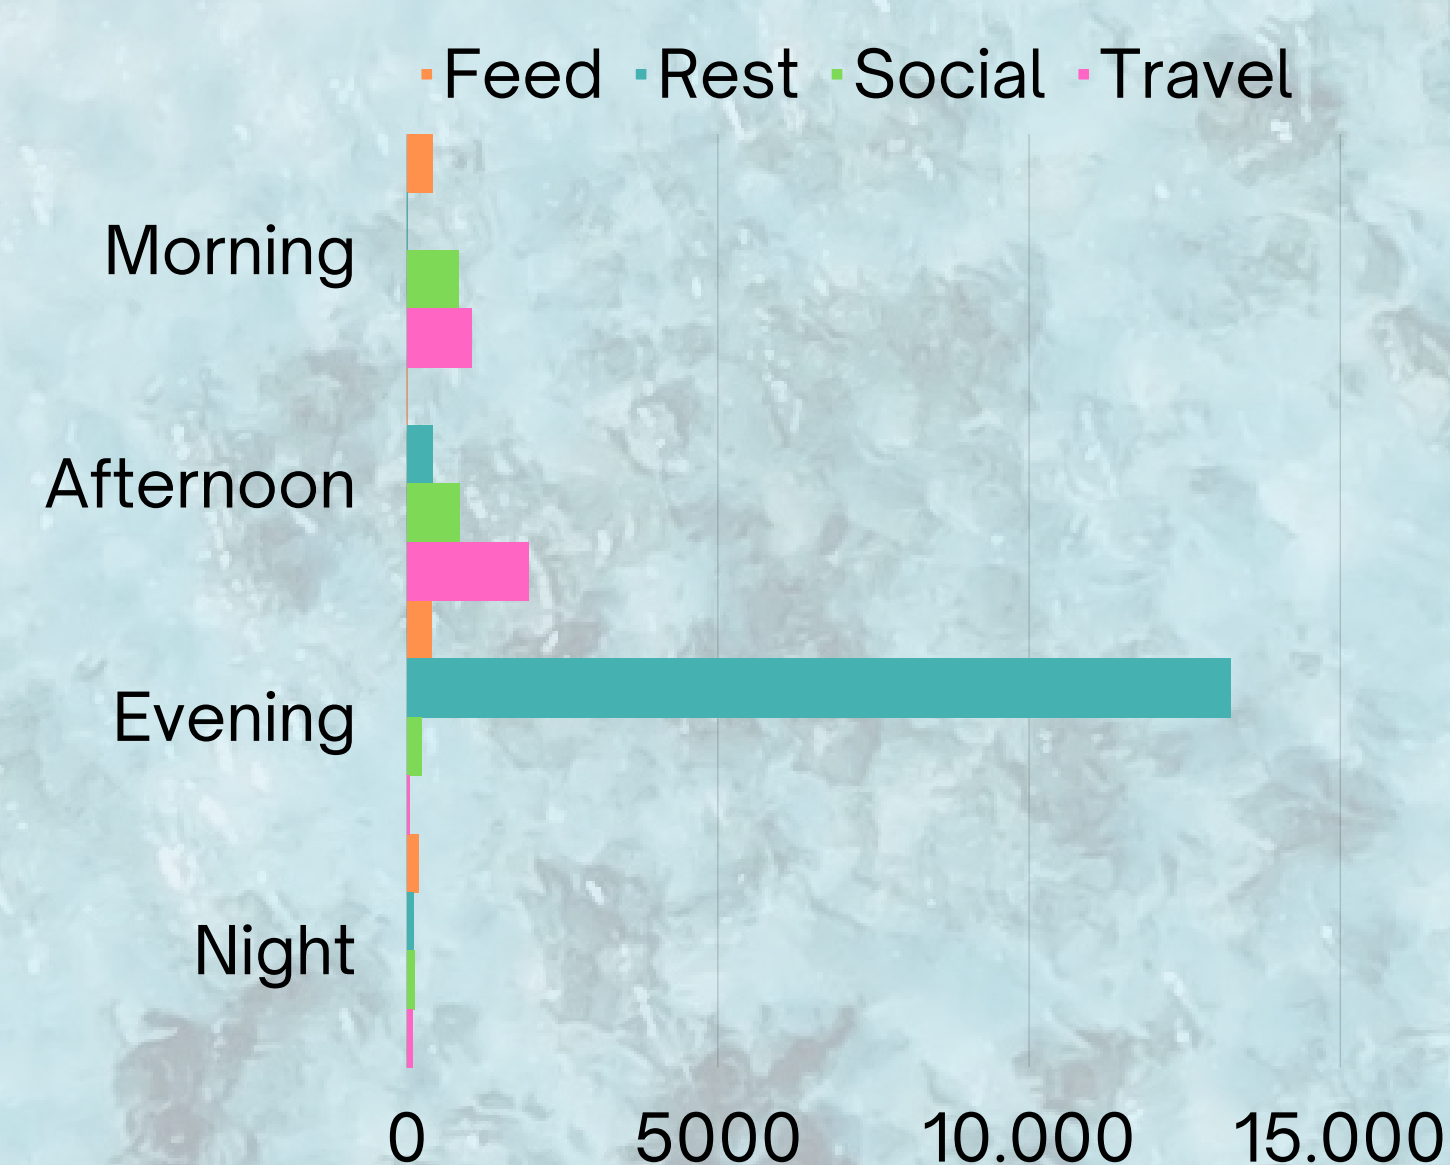 Feed Rest Social Travel
Morning
Afternoon
Evening
Night
0 5000 10.000 15.000